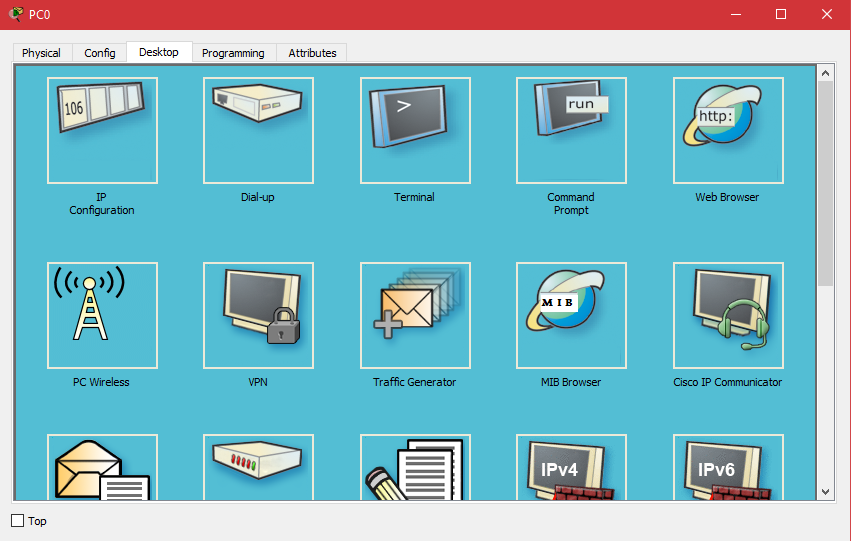 PC0
Physical Config Desktop Programming Attributes
106
>
run
http:
IP
Configuration
Dial-up
Terminal
Command
Prompt
Web Browser
MIB
PC Wireless
VPN
Traffic Generator
MIB Browser
Cisco IP Communicator
IPv4
IPv6
Top